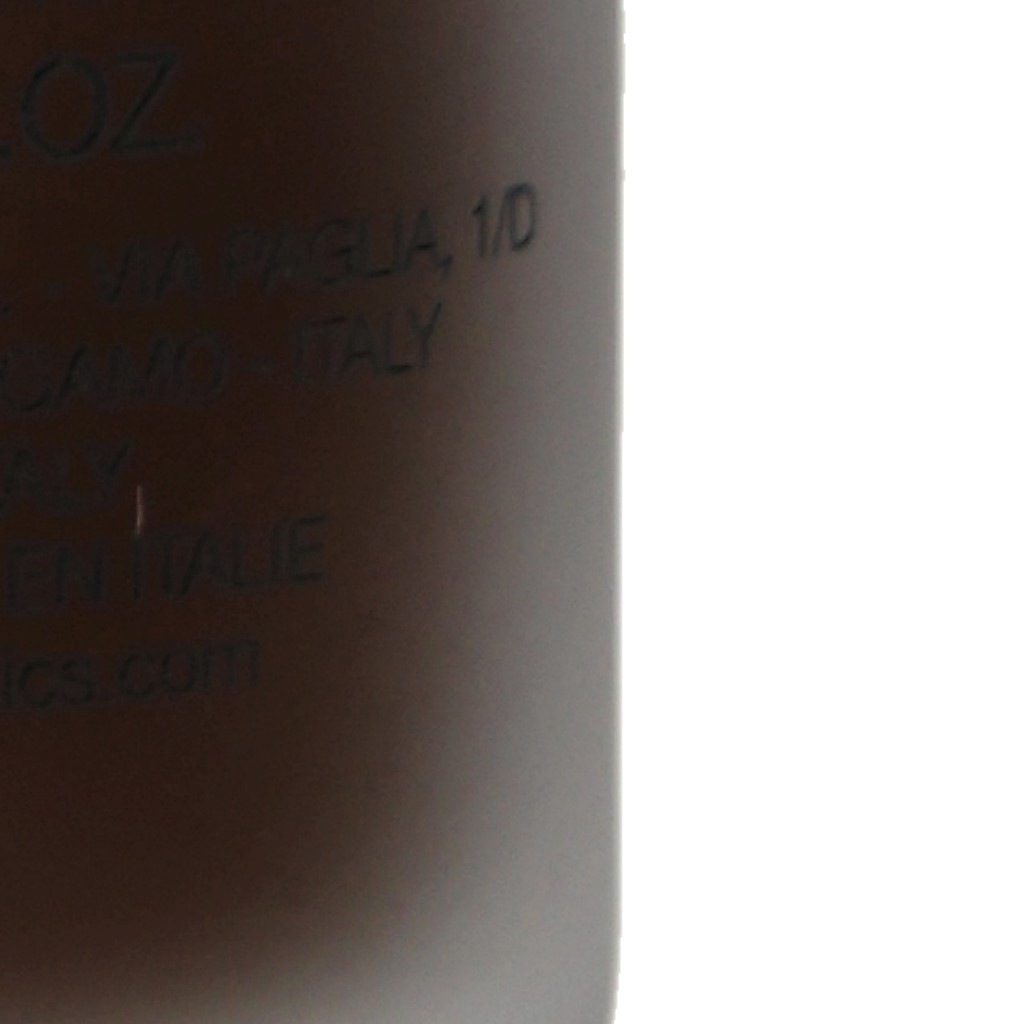 .OZ.
. - VIA PAGLIA, 1/D
CAMO - ITALY
ALY
EN ITALIE
ics.com